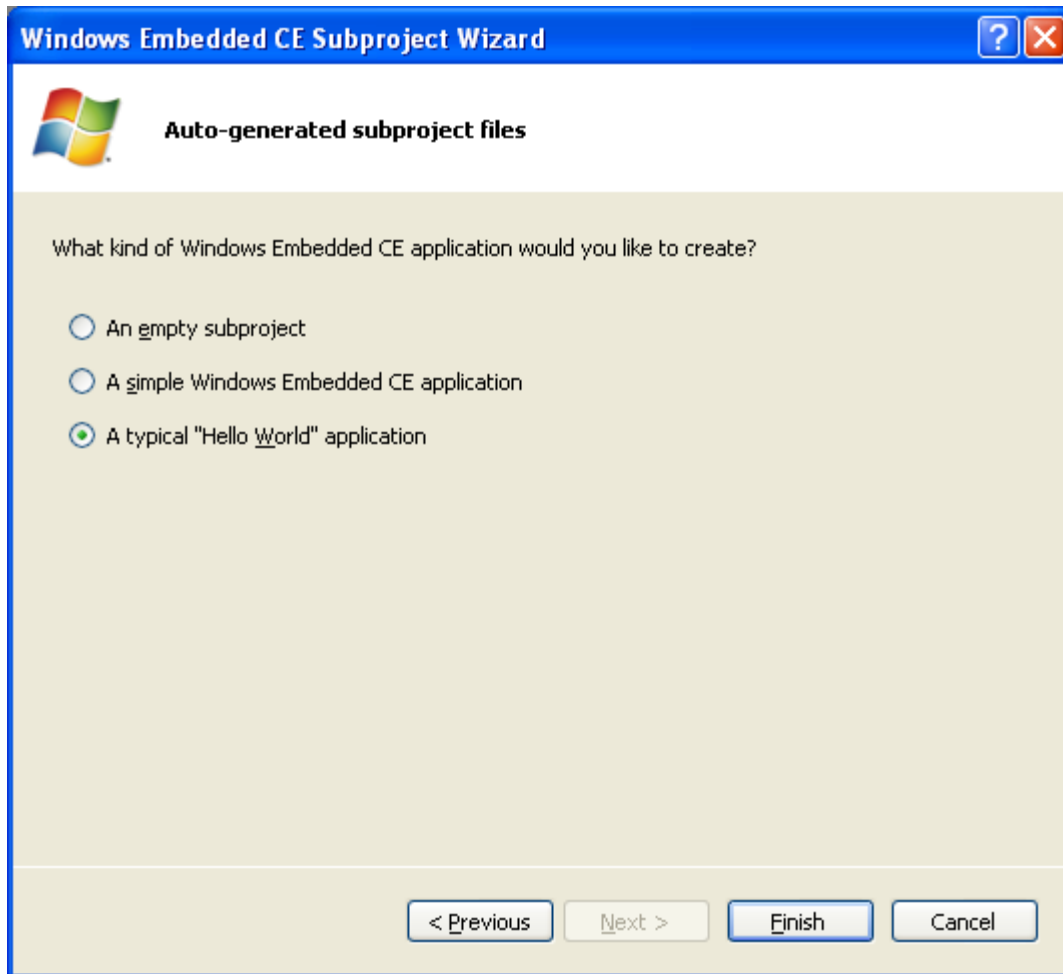 Windows Embedded CE Subproject Wizard
?
Auto-generated subproject files
What kind of Windows Embedded CE application would you like to create?
An empty subproject
A simple Windows Embedded CE application
A typical "Hello World" application
< Previous Next > Finish Cancel